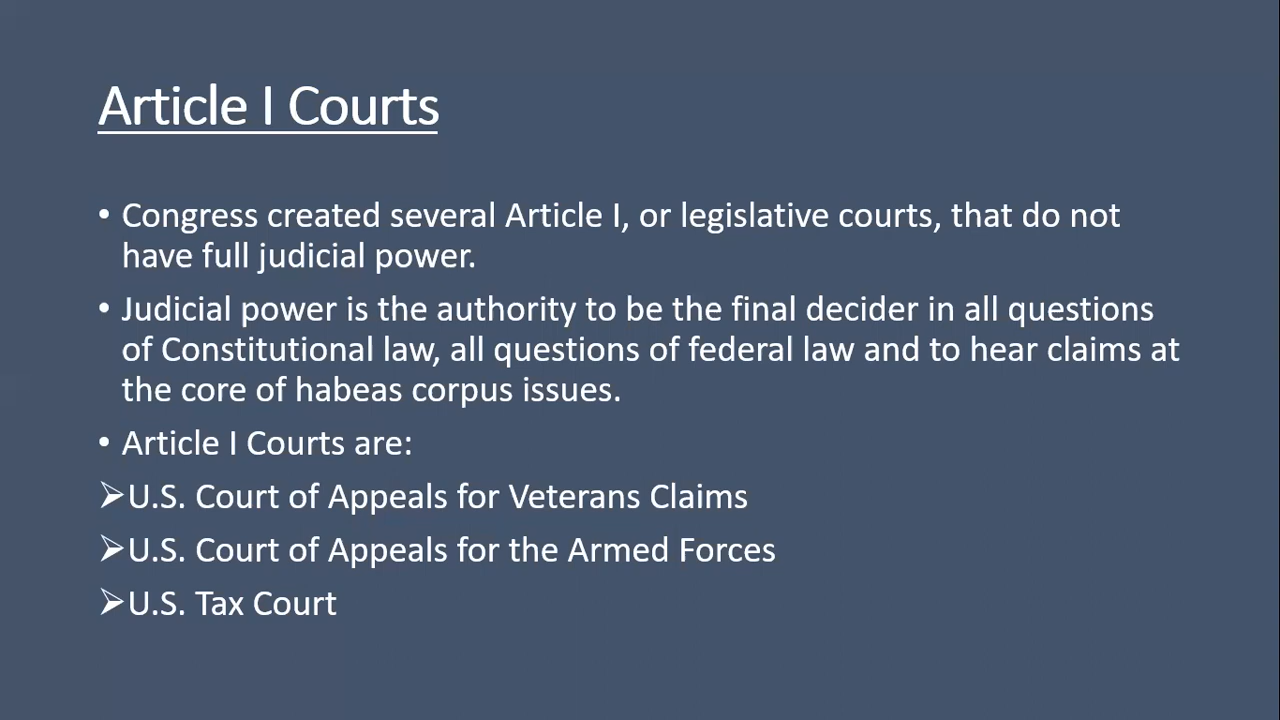 Article I Courts
• Congress created several Article I, or legislative courts, that do not
have full judicial power.
• Judicial power is the authority to be the final decider in all questions
of Constitutional law, all questions of federal law and to hear claims at
the core of habeas corpus issues.
• Article I Courts are:
➢U.S. Court of Appeals for Veterans Claims
➢U.S. Court of Appeals for the Armed Forces
➢U.S. Tax Court